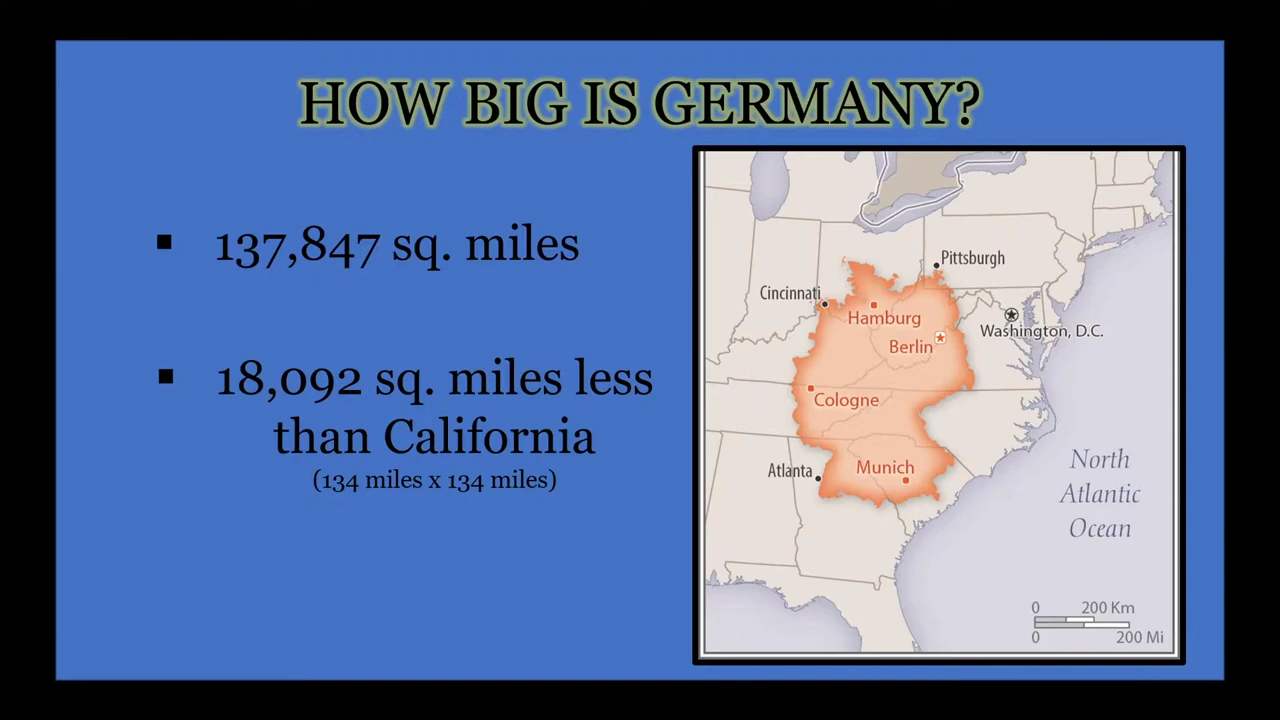 HOW BIG IS GERMANY?
▪ 137,847 sq. miles
▪ 18,092 sq. miles less
than California
(134 miles x 134 miles)
Pittsburgh
Cincinnati
Hamburg
Washington, D.C.
Berlin
Cologne
Atlanta
Munich
North
Atlantic
Ocean
0 200 Km
0 200 Mi